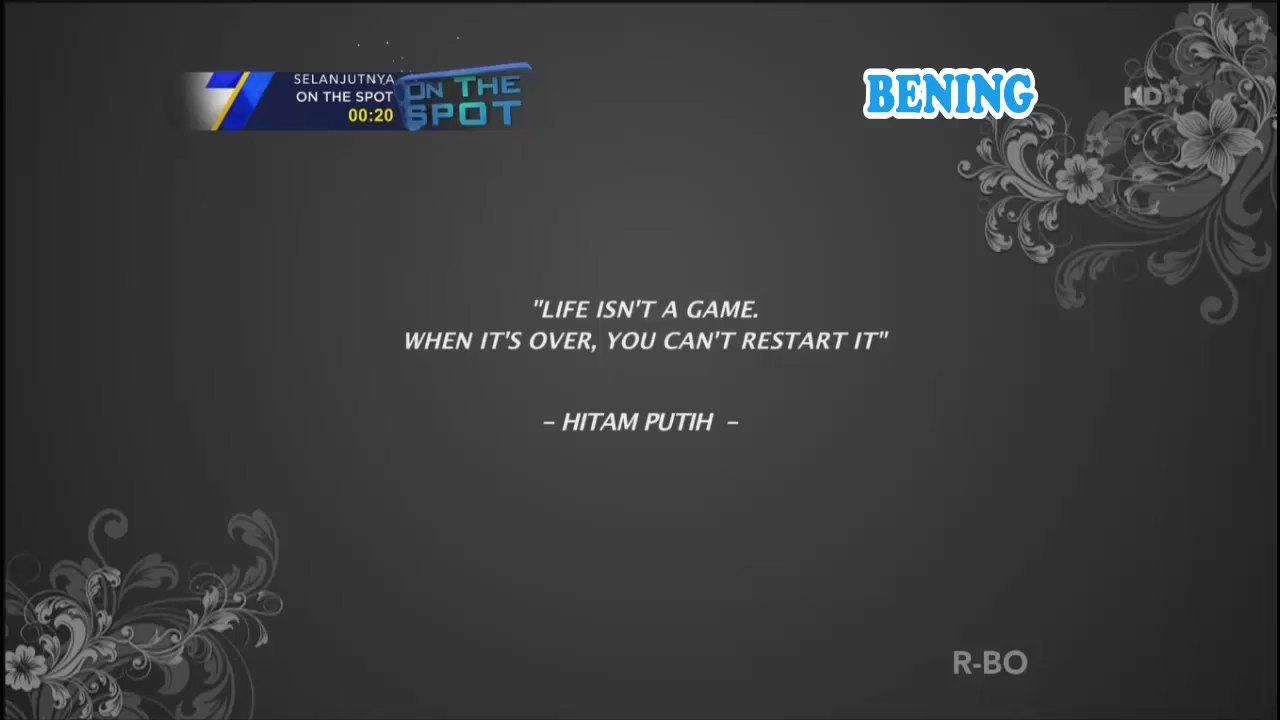 SELANJUTNYA
ON THE SPOT
00:20
ON THE
SPOT
BENING
HD
"LIFE ISN'T A GAME.
WHEN IT'S OVER, YOU CAN'T RESTART IT"
– HITAM PUTIH –
R-BO